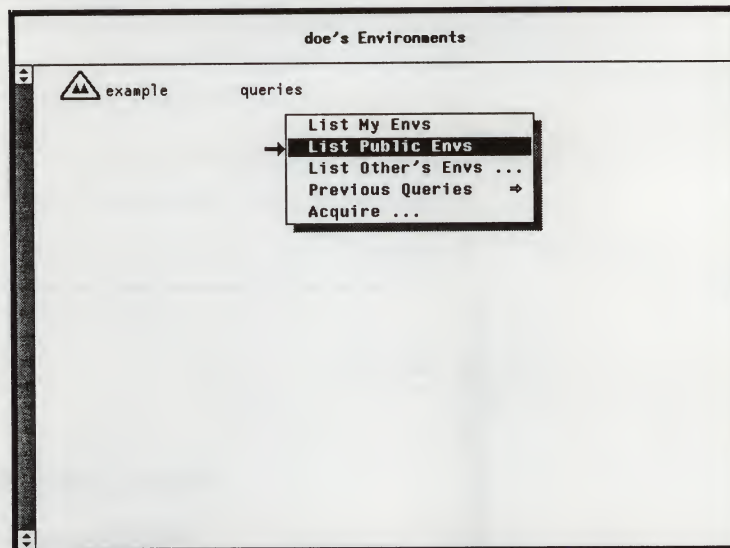 doe's Environments
example queries
List My Envs
List Public Envs
List Other's Envs ...
Previous Queries ⇒
Acquire ...